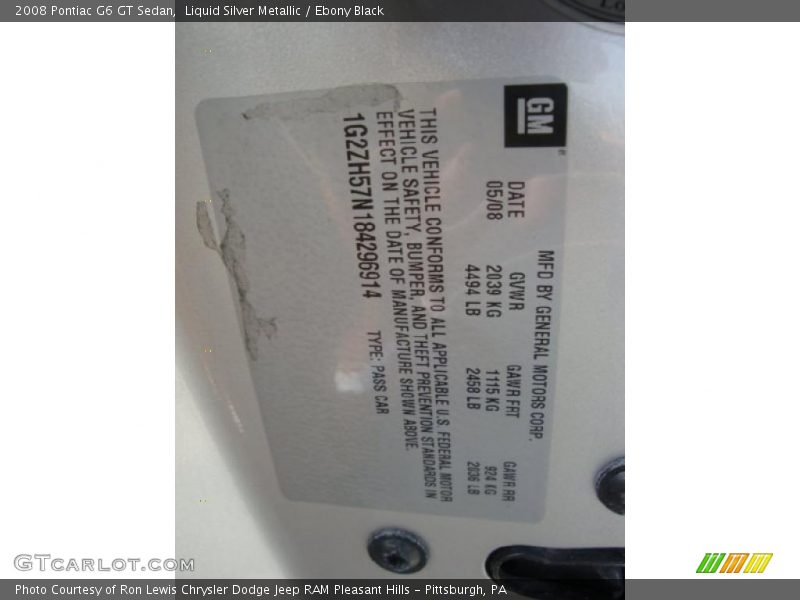 2008 Pontiac G6 GT Sedan,  Liquid Silver Metallic / Ebony Black
GM
MFD BY GENERAL MOTORS CORP.
DATE GVWR GAWR FRT GAWR RR
05/08 2039 KG 1115 KG 924 KG
4494 LB 2458 LB 2036 LB
THIS VEHICLE CONFORMS TO ALL APPLICABLE U.S. FEDERAL MOTOR
VEHICLE SAFETY, BUMPER, AND THEFT PREVENTION STANDARDS IN
EFFECT ON THE DATE OF MANUFACTURE SHOWN ABOVE.
1G2ZH57N184296914 TYPE: PASS CAR
GTCarLot.com
Photo Courtesy of Ron Lewis Chrysler Dodge Jeep RAM Pleasant Hills - Pittsburgh, PA